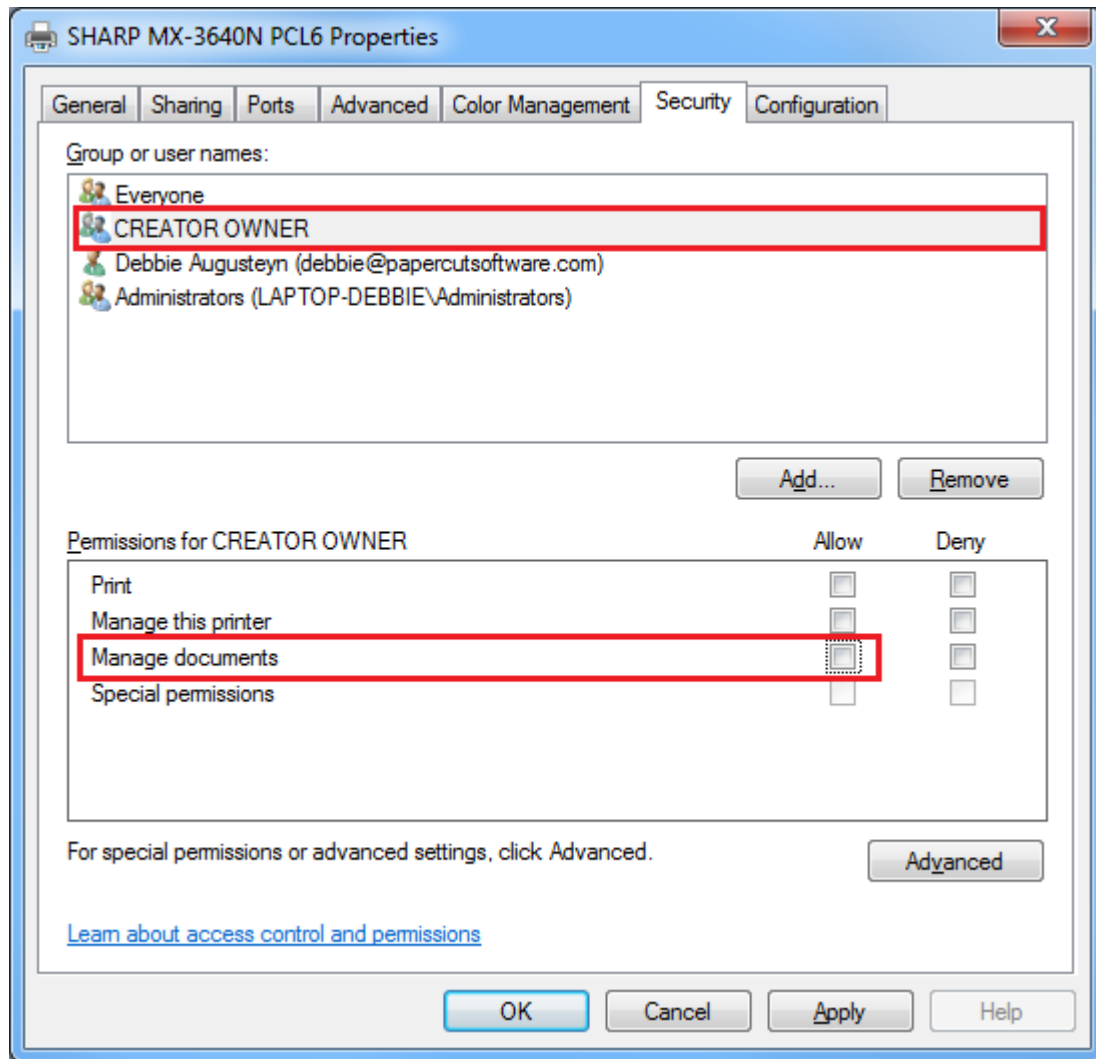 SHARP MX-3640N PCL6 Properties
General Sharing Ports Advanced Color Management Security Configuration
Group or user names:
Everyone
CREATOR OWNER
Debbie Augusteyn (debbie@papercutsoftware.com)
Administrators (LAPTOP-DEBBIE\Administrators)
Add... Remove
Permissions for CREATOR OWNER Allow Deny
Print
Manage this printer
Manage documents
Special permissions
For special permissions or advanced settings, click Advanced.
Advanced
Learn about access control and permissions
OK Cancel Apply Help